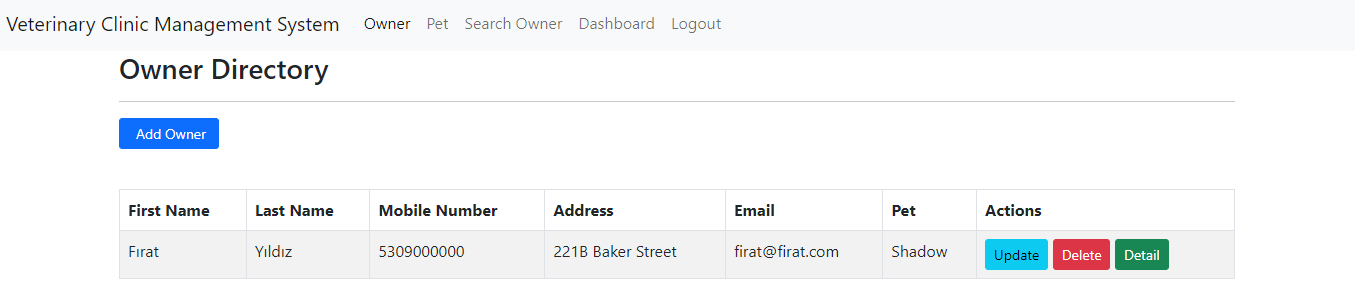 Veterinary Clinic Management System Owner Pet Search Owner Dashboard Logout
Owner Directory
Add Owner
First Name Last Name Mobile Number Address Email Pet Actions
Fırat Yıldız 5309000000 221B Baker Street firat@firat.com Shadow Update Delete Detail